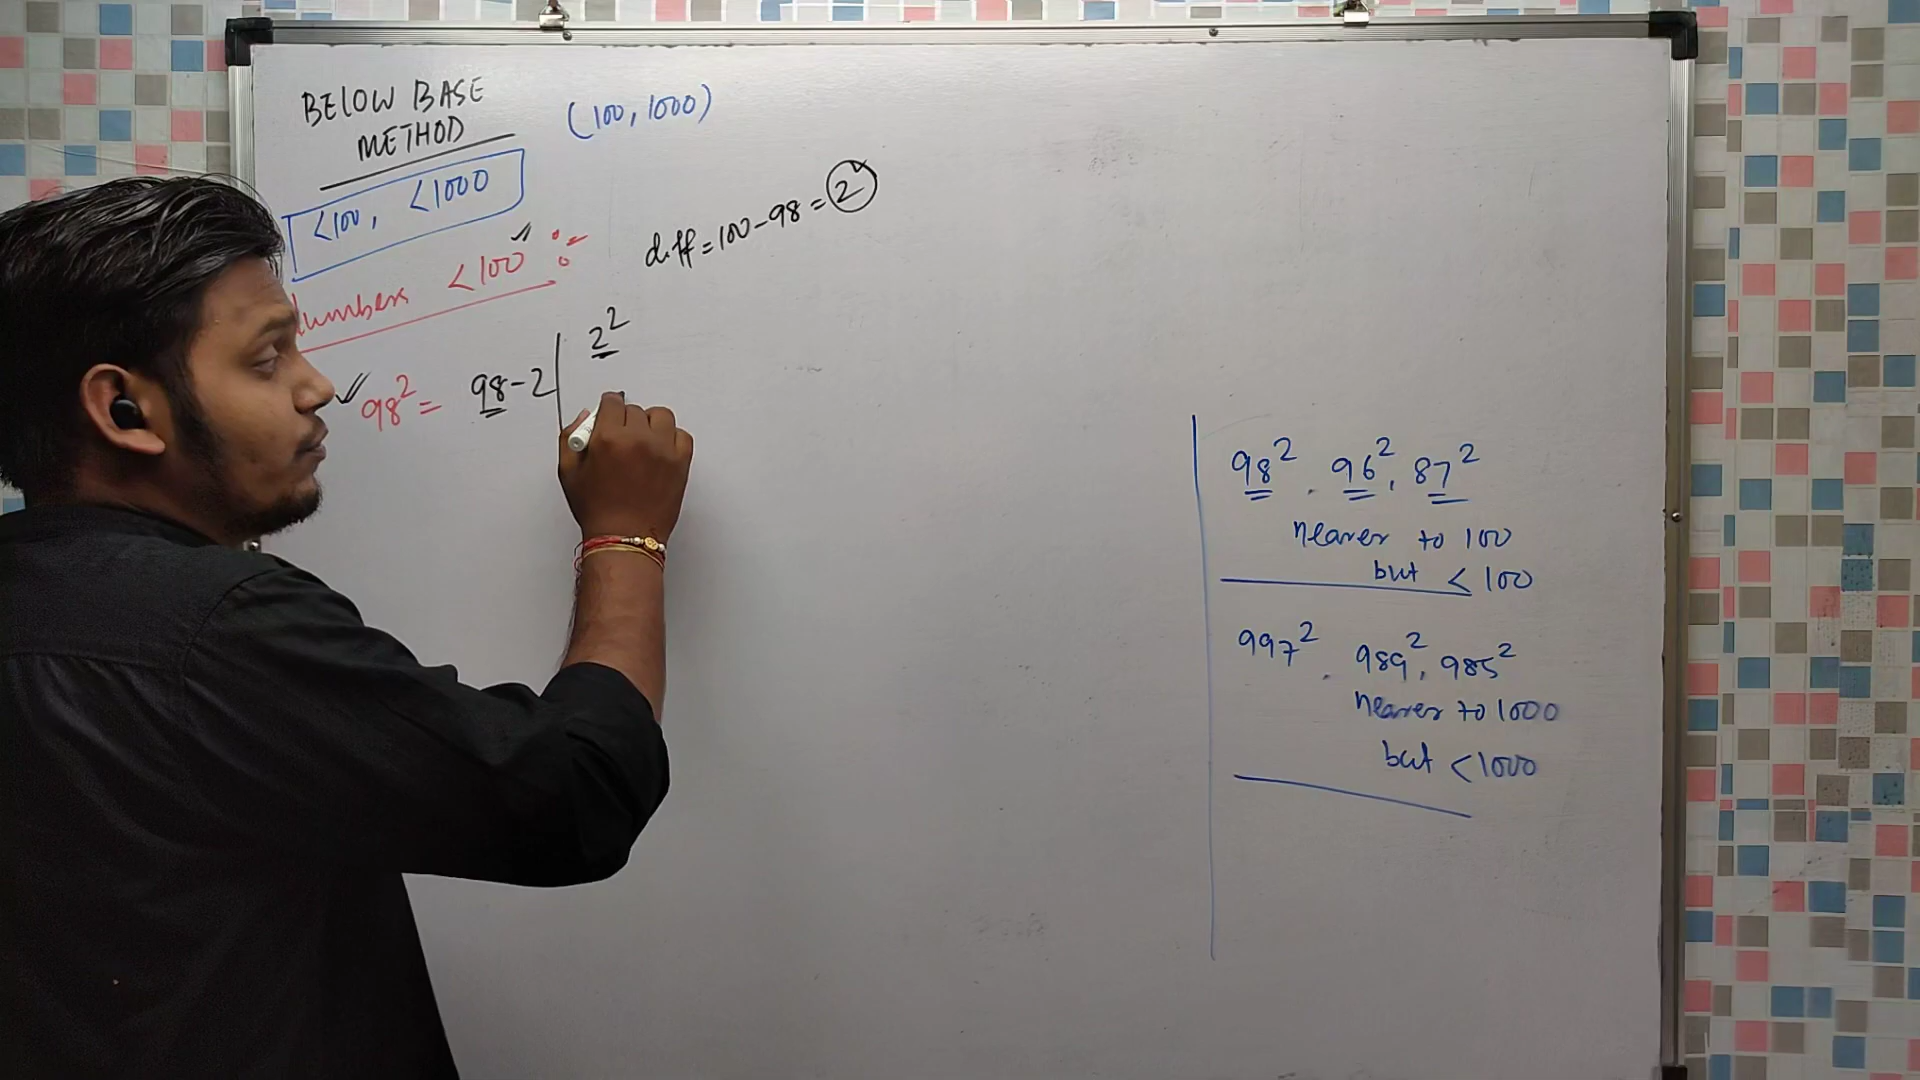 BELOW BASE
METHOD
(100, 1000)
<100, <1000
Numbers <100 :-
diff = 100-98 = 2
98² = 98-2 | 2²
98², 96², 87²
nearer to 100
but < 100
997², 989², 985²
nearer to 1000
but <1000